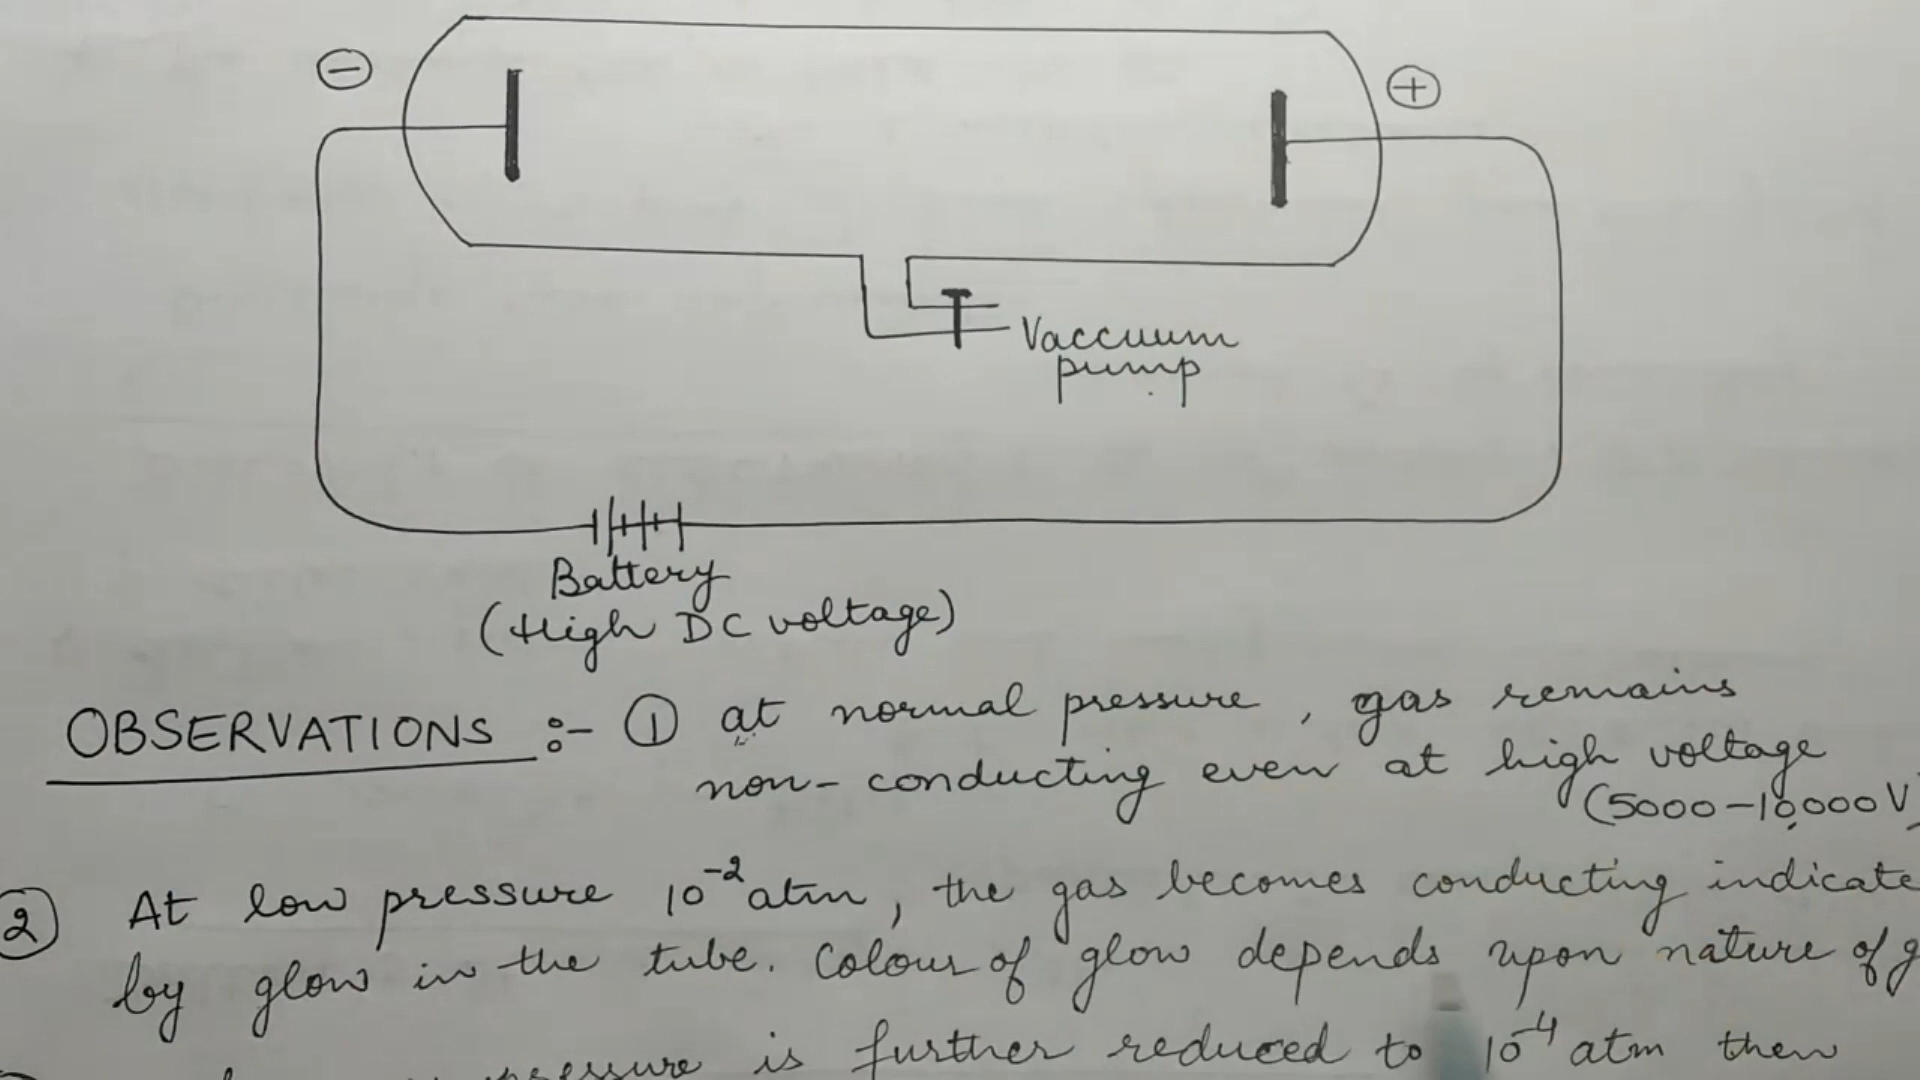 ⊖
⊕
Vaccuum
pump
Battery
(High DC voltage)
OBSERVATIONS :- ① at normal pressure, gas remains
non-conducting even at high voltage
(5000-10,000V)
② At low pressure 10⁻² atm, the gas becomes conducting indicate
by glow in the tube. Colour of glow depends upon nature of g
pressure is further reduced to 10⁻⁴ atm then